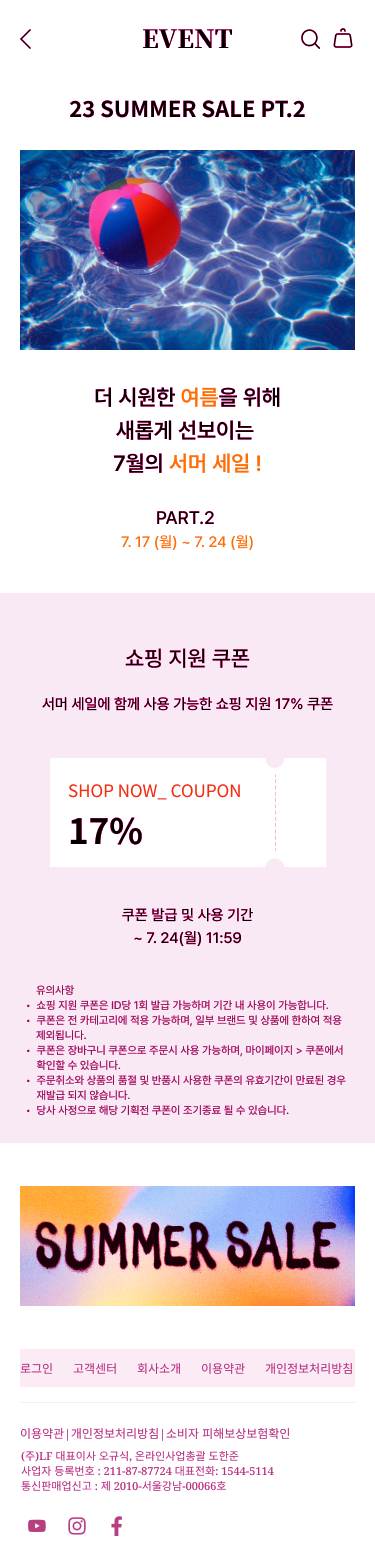 EVENT
23 SUMMER SALE PT.2
더 시원한 여름을 위해
새롭게 선보이는
7월의 서머 세일 !
PART.2
7. 17 (월) ~ 7. 24 (월)
쇼핑 지원 쿠폰
서머 세일에 함께 사용 가능한 쇼핑 지원 17% 쿠폰
SHOP NOW_ COUPON
17%
쿠폰 발급 및 사용 기간
~ 7. 24(월) 11:59
유의사항
• 쇼핑 지원 쿠폰은 ID당 1회 발급 가능하며 기간 내 사용이 가능합니다.
• 쿠폰은 전 카테고리에 적용 가능하며, 일부 브랜드 및 상품에 한하여 적용
제외됩니다.
• 쿠폰은 장바구니 쿠폰으로 주문시 사용 가능하며, 마이페이지 > 쿠폰에서
확인할 수 있습니다.
• 주문취소와 상품의 품절 및 반품시 사용한 쿠폰의 유효기간이 만료된 경우
재발급 되지 않습니다.
• 당사 사정으로 해당 기획전 쿠폰이 조기종료 될 수 있습니다.
SUMMER SALE
로그인 고객센터 회사소개 이용약관 개인정보처리방침
이용약관 | 개인정보처리방침 | 소비자 피해보상보험확인
(주)LF 대표이사 오규식, 온라인사업총괄 도한준
사업자 등록번호 : 211-87-87724 대표전화: 1544-5114
통신판매업신고 : 제 2010-서울강남-00066호